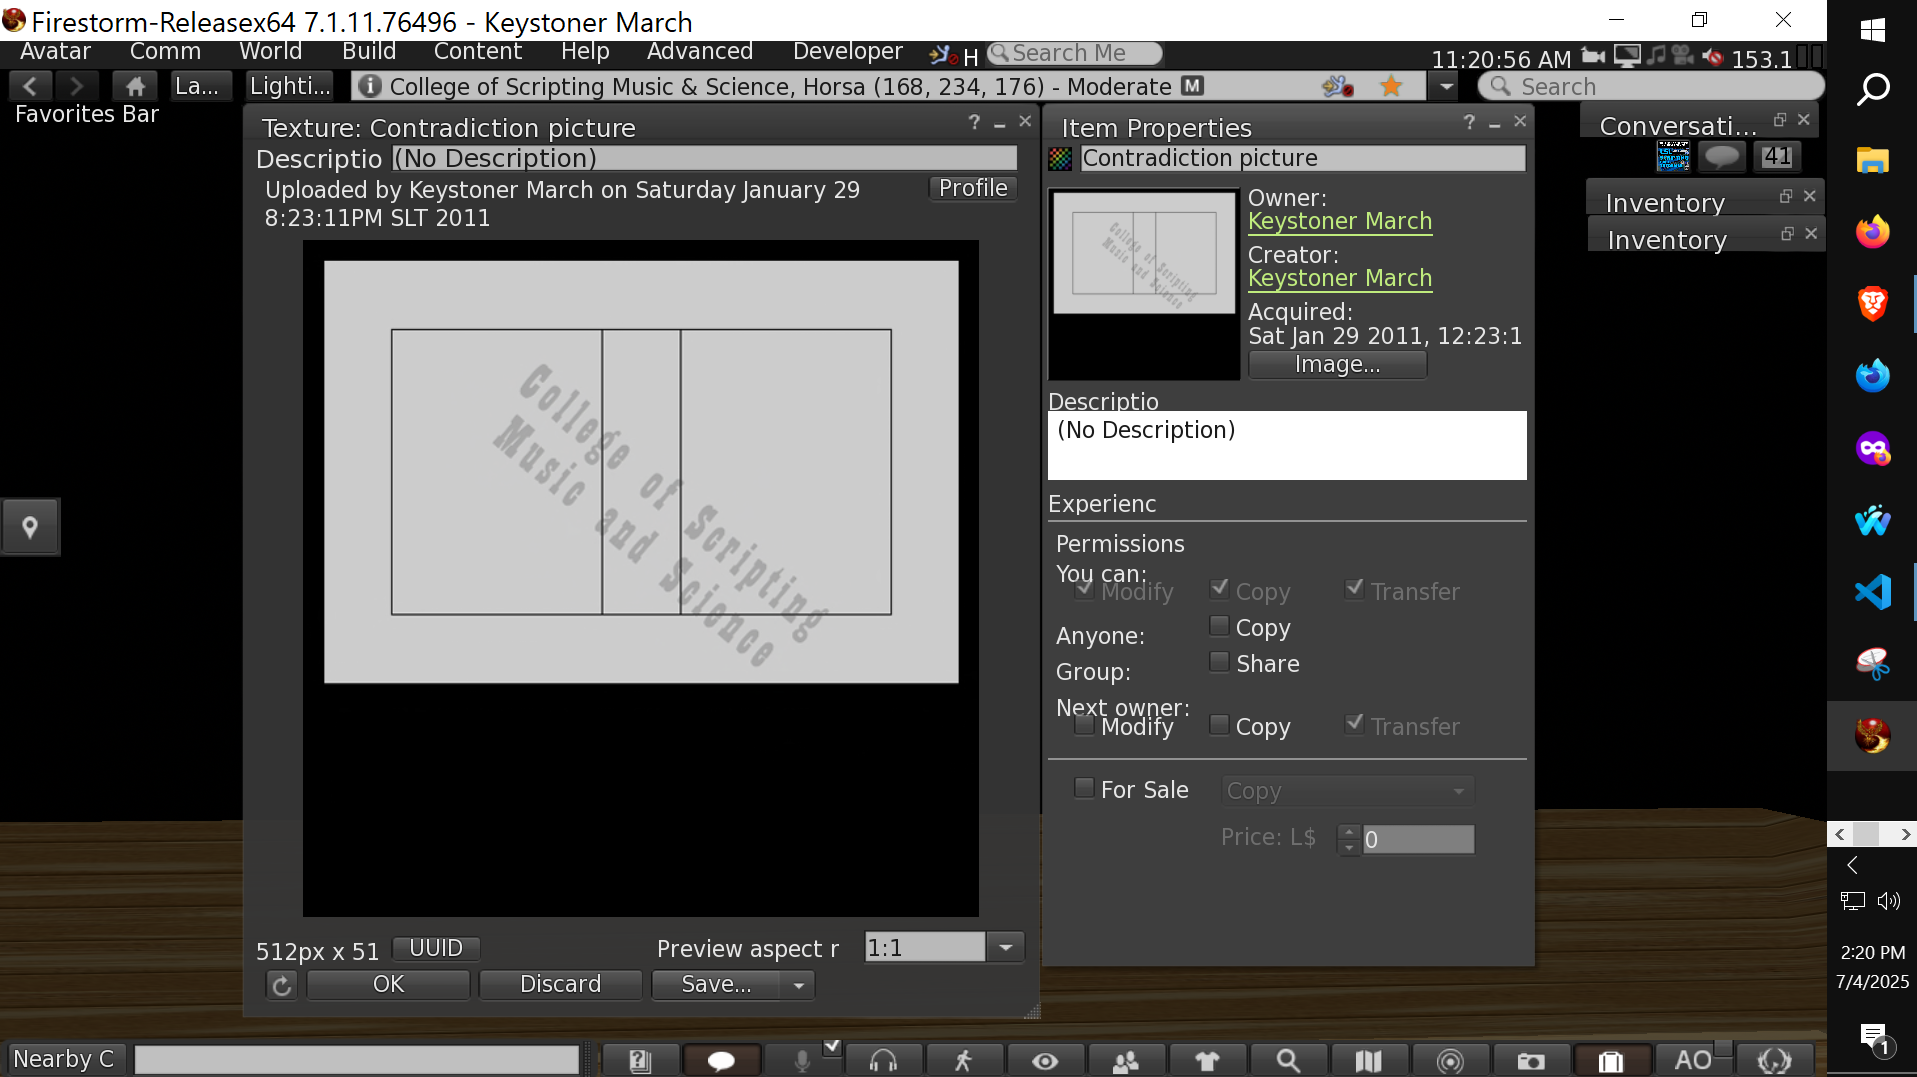 Firestorm-Releasex64 7.1.11.76496 - Keystoner March
Avatar Comm World Build Content Help Advanced Developer H Search Me 11:20:56 AM 153.1
La... Lighti... College of Scripting Music & Science, Horsa (168, 234, 176) - Moderate M Search
Favorites Bar
Texture: Contradiction picture ?
Descriptio (No Description)
Uploaded by Keystoner March on Saturday January 29
8:23:11PM SLT 2011
Profile
College of Scripting
Music and Science
512px x 51 UUID Preview aspect r 1:1
OK Discard Save...
Item Properties ?
Contradiction picture
Owner:
Keystoner March
Creator:
Keystoner March
Acquired:
Sat Jan 29 2011, 12:23:1
Image...
College of Scripting
Music and Science
Descriptio
(No Description)
Experienc
Permissions
You can:
Modify Copy Transfer
Anyone: Copy
Group: Share
Next owner:
Modify Copy Transfer
For Sale Copy
Price: L$ 0
Conversati...
41
Inventory
Inventory
Nearby C
AO
2:20 PM
7/4/2025
1